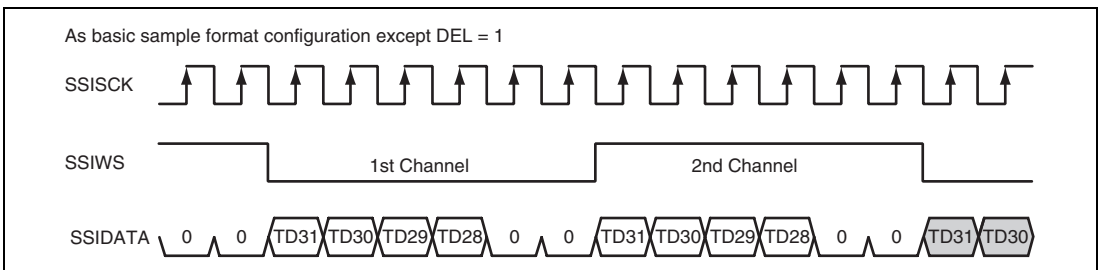 As basic sample format configuration except DEL = 1
SSISCK
SSIWS 1st Channel 2nd Channel
SSIDATA 0 0 TD31 TD30 TD29 TD28 0 0 TD31 TD30 TD29 TD28 0 0 TD31 TD30